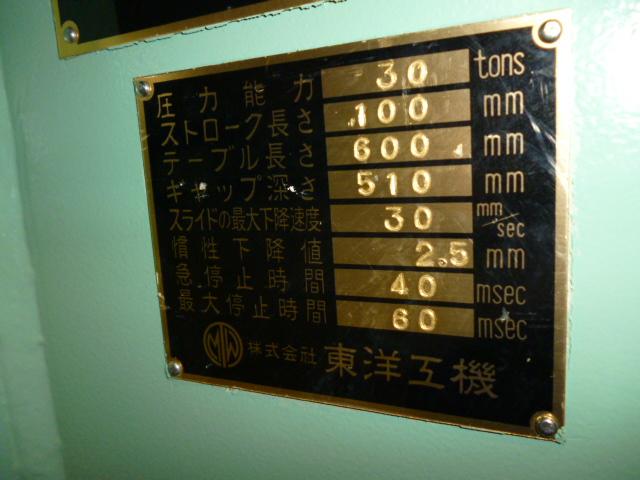 圧力能力 30 tons
ストローク長さ 100 mm
テーブル長さ 600 mm
ギャップ深さ 510 mm
スライドの最大下降速度 30 mm/sec
慣性下降値 2.5 mm
急停止時間 40 msec
最大停止時間 60 msec
MTW 株式会社 東洋工機